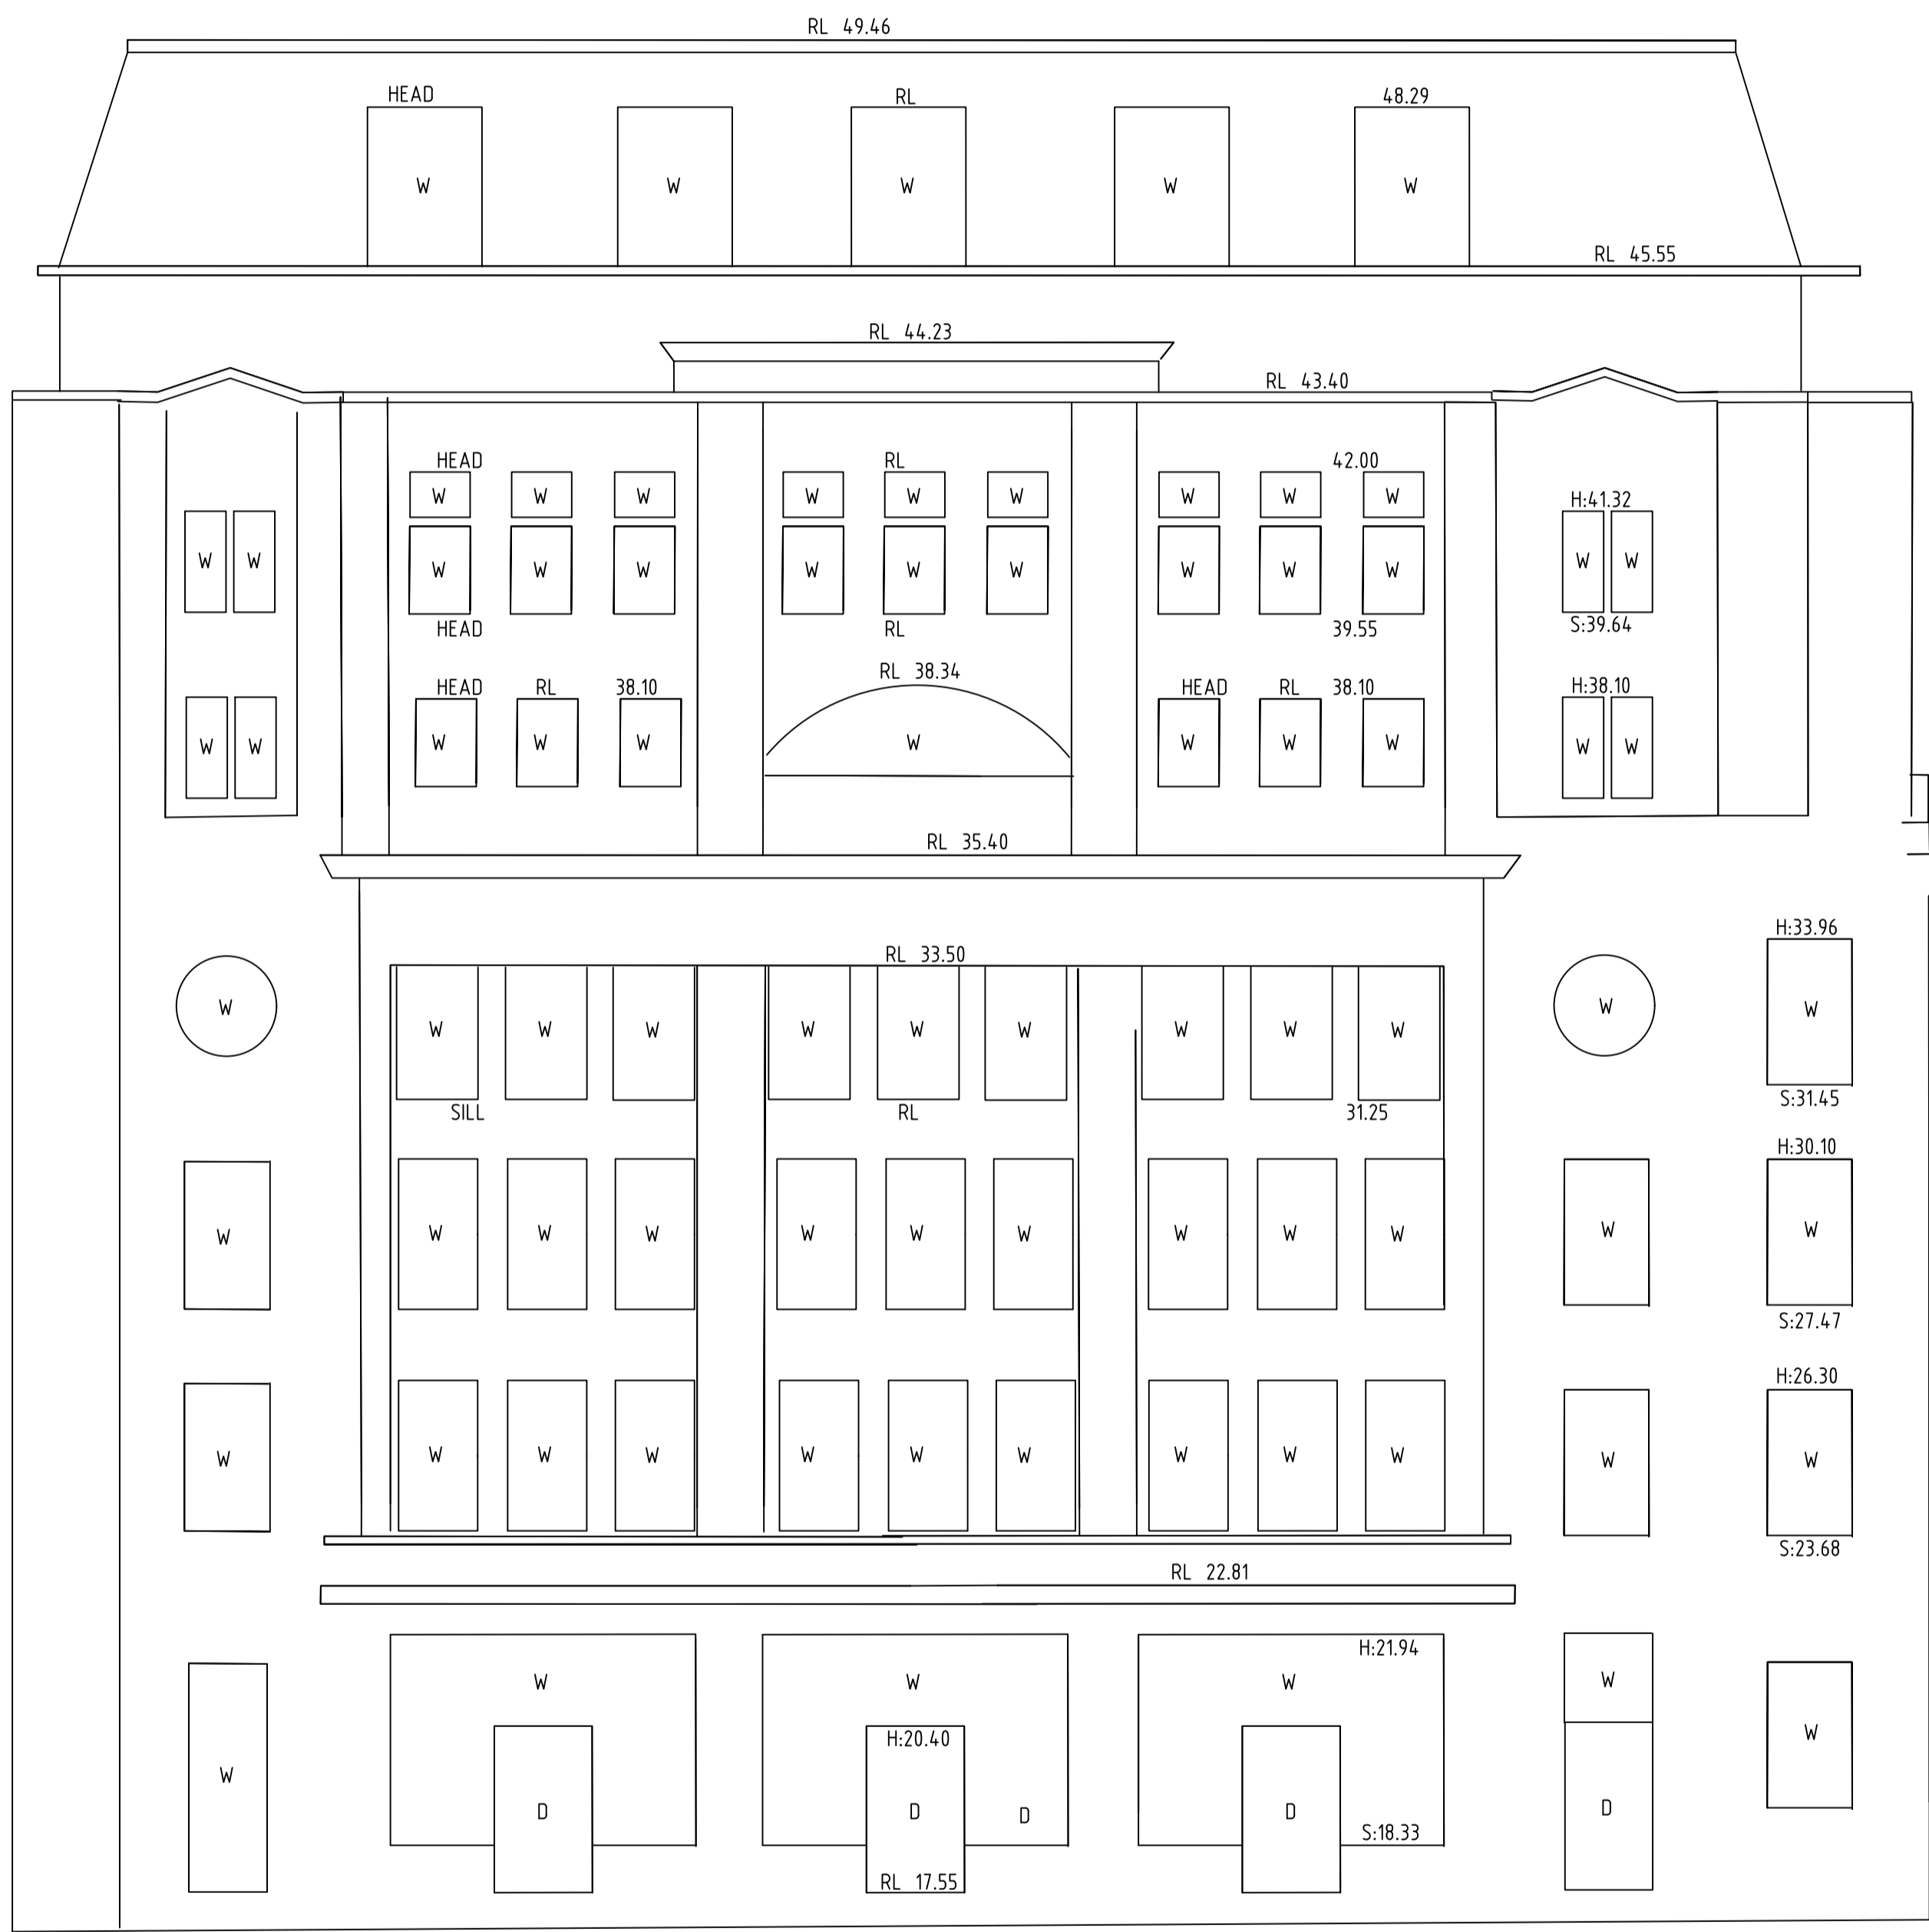 RL 49.46
HEAD RL 48.29
W W W W W
RL 45.55
RL 44.23
RL 43.40
HEAD RL 42.00
W W W W W W W W W
H:41.32
W W W W W W W W W W W W W
HEAD RL 39.55
S:39.64
RL 38.34
HEAD RL 38.10 HEAD RL 38.10 H:38.10
W W W W W W W W W W W
RL 35.40
H:33.96
RL 33.50
W W W
W W W W W W W W W
SILL RL 31.25
S:31.45
H:30.10
W W W W W W W W W W W W
S:27.47
H:26.30
W W W W W W W W W W W W
S:23.68
RL 22.81
H:21.94
W W W W
H:20.40
W W
D D D D D
S:18.33
RL 17.55